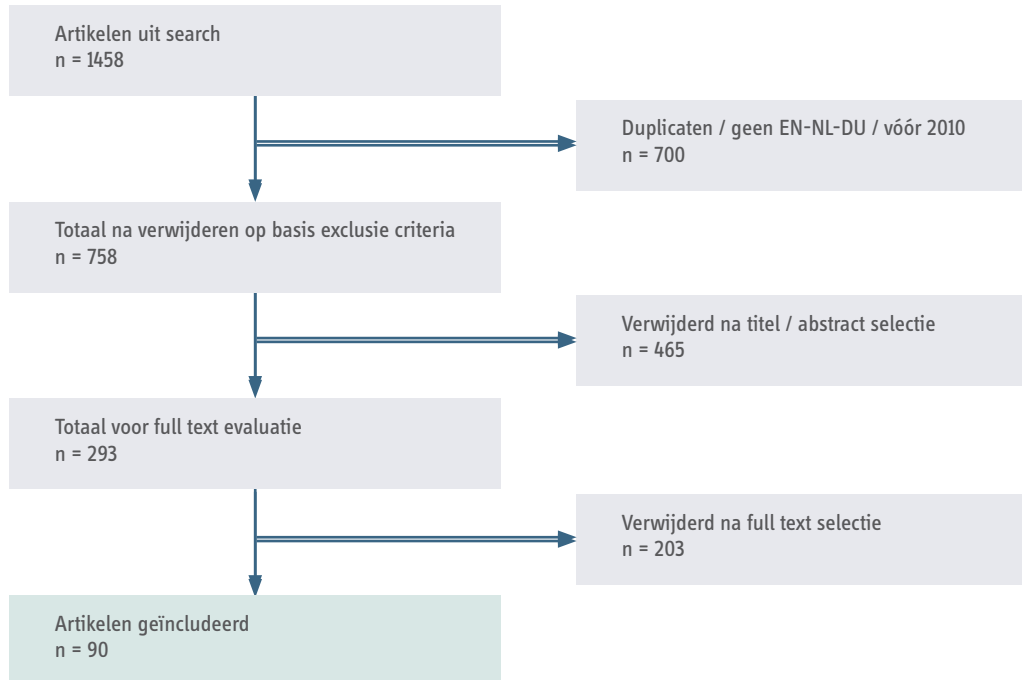 Artikelen uit search
n = 1458
Duplicaten / geen EN-NL-DU / vóór 2010
n = 700
Totaal na verwijderen op basis exclusie criteria
n = 758
Verwijderd na titel / abstract selectie
n = 465
Totaal voor full text evaluatie
n = 293
Verwijderd na full text selectie
n = 203
Artikelen geïncludeerd
n = 90